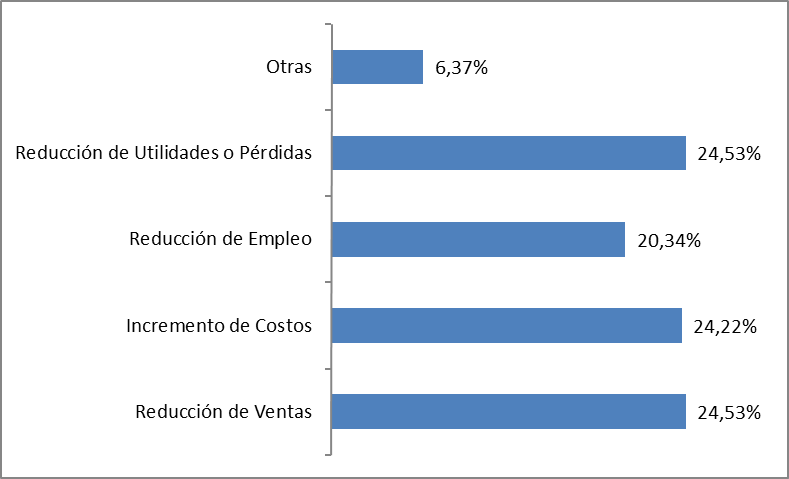 Otras 6,37%
Reducción de Utilidades o Pérdidas 24,53%
Reducción de Empleo 20,34%
Incremento de Costos 24,22%
Reducción de Ventas 24,53%